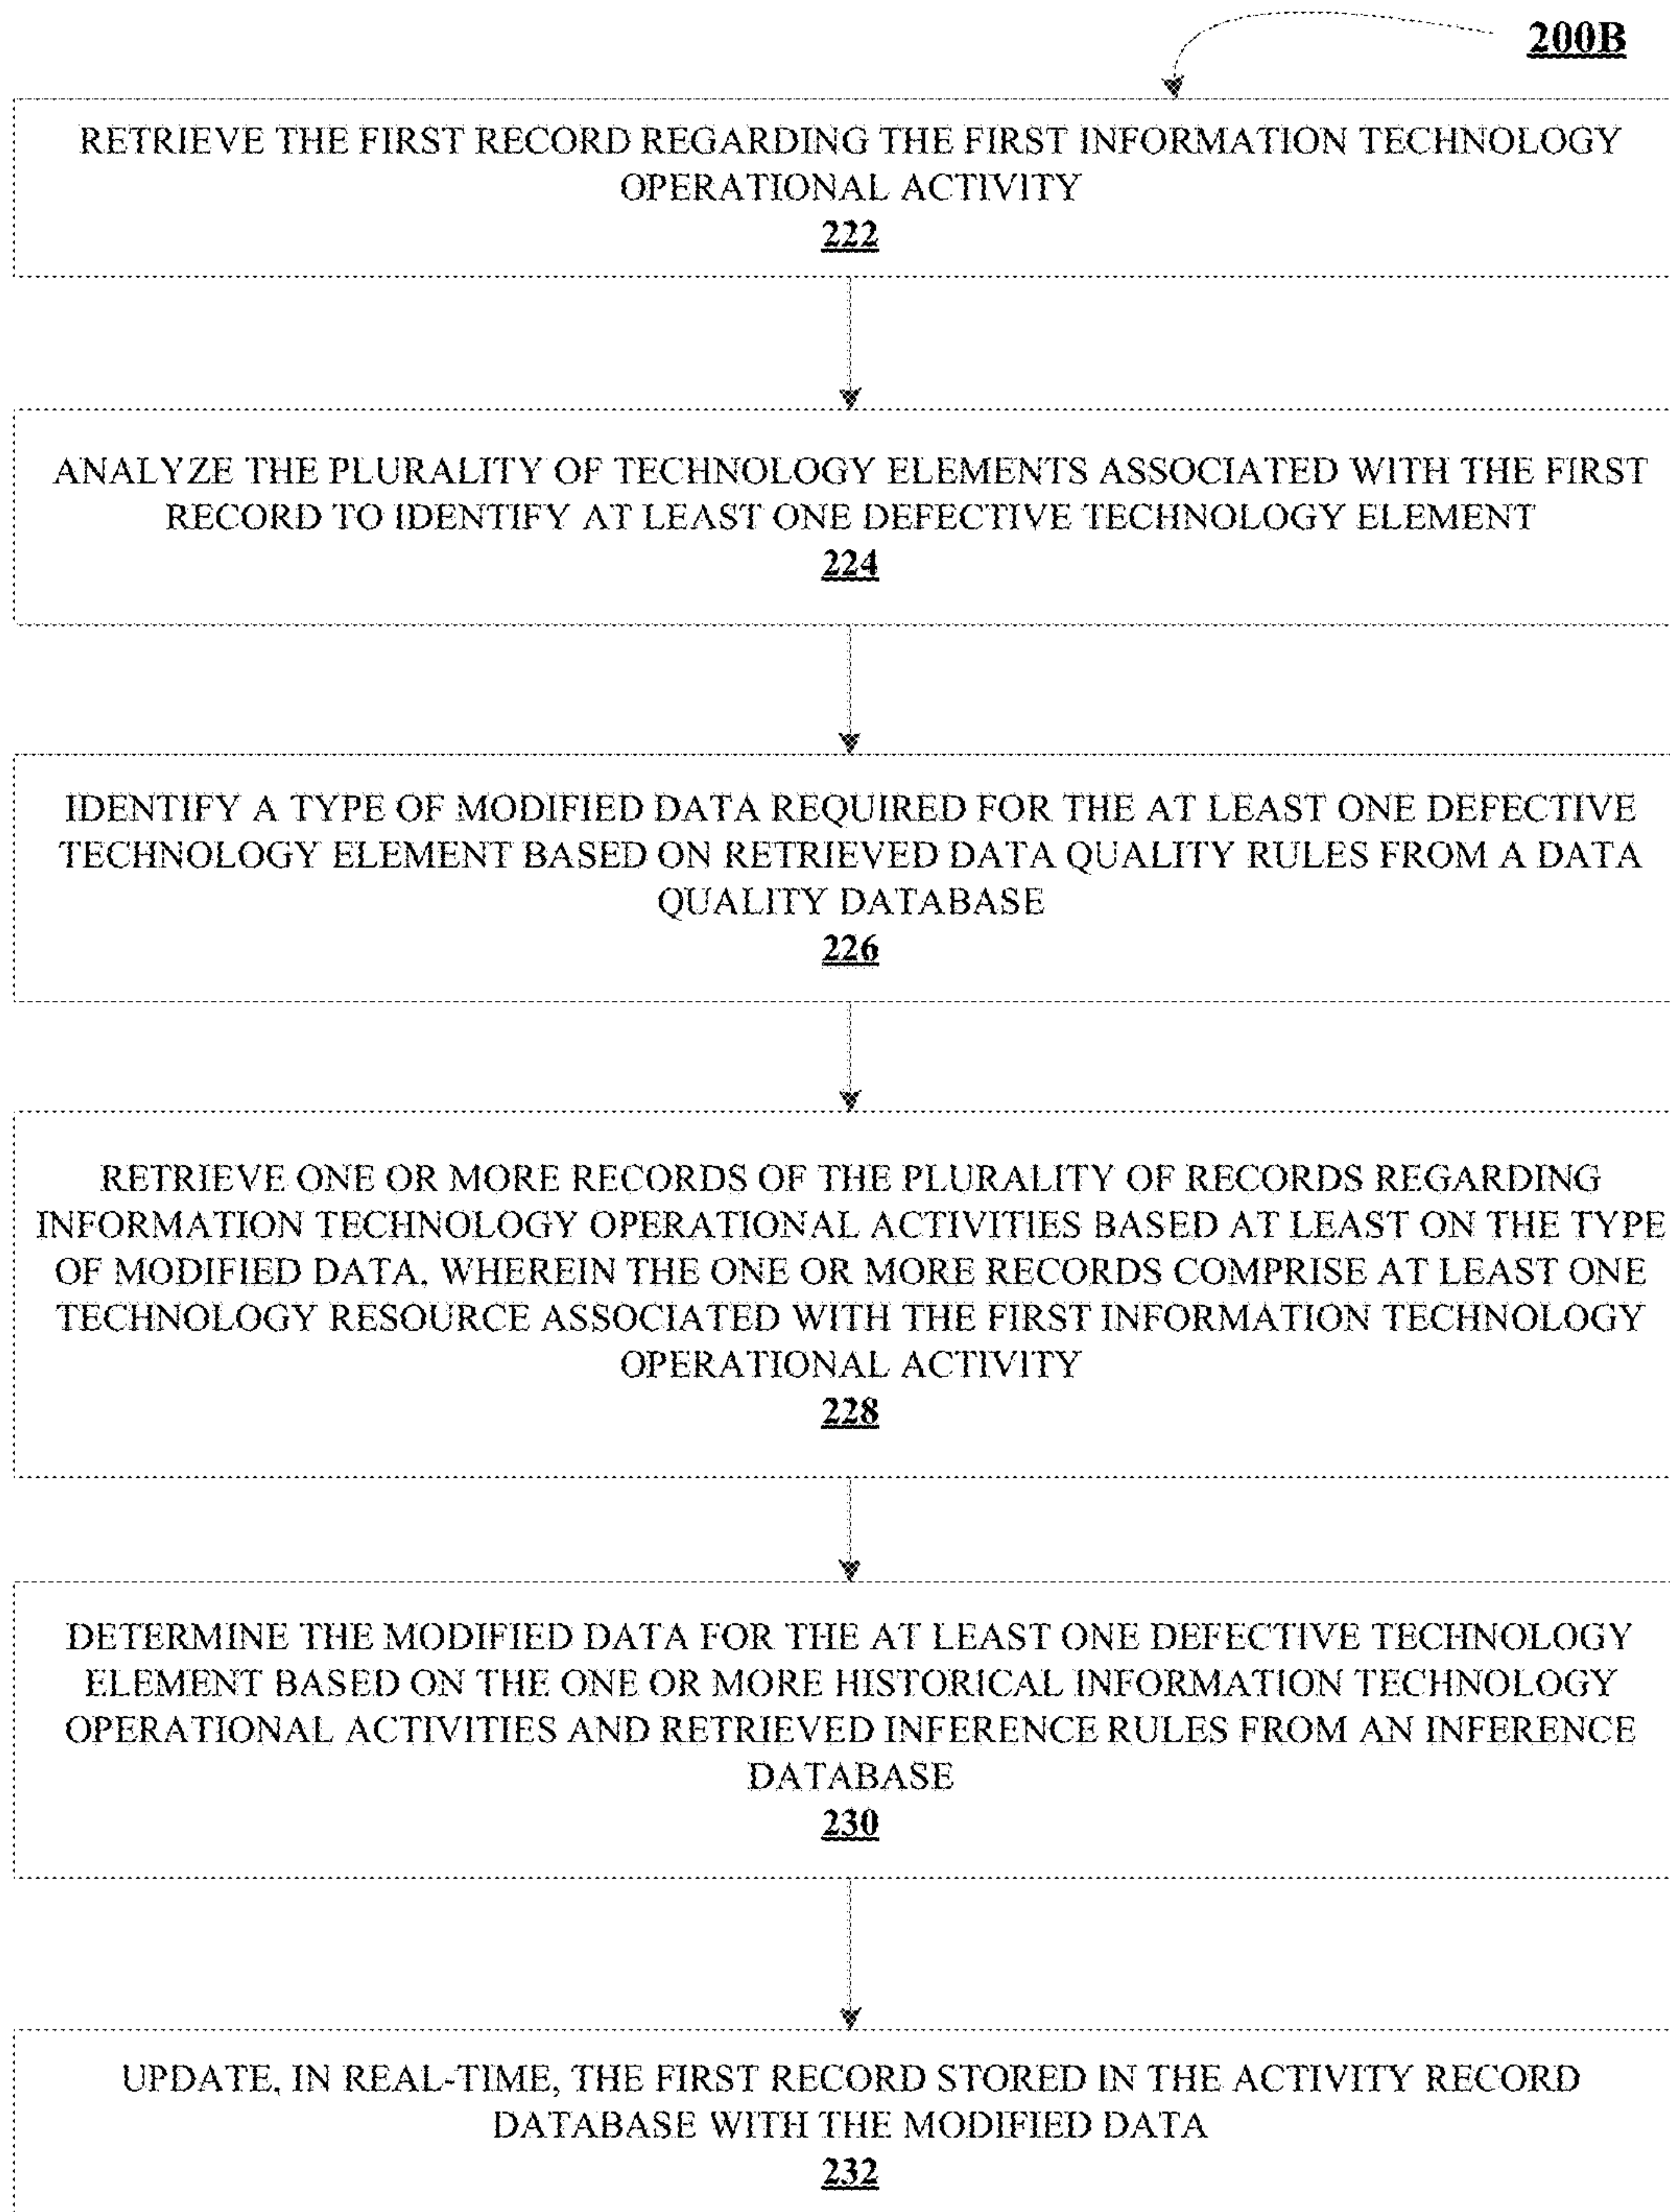 200B
RETRIEVE THE FIRST RECORD REGARDING THE FIRST INFORMATION TECHNOLOGY
OPERATIONAL ACTIVITY
222
ANALYZE THE PLURALITY OF TECHNOLOGY ELEMENTS ASSOCIATED WITH THE FIRST
RECORD TO IDENTIFY AT LEAST ONE DEFECTIVE TECHNOLOGY ELEMENT
224
IDENTIFY A TYPE OF MODIFIED DATA REQUIRED FOR THE AT LEAST ONE DEFECTIVE
TECHNOLOGY ELEMENT BASED ON RETRIEVED DATA QUALITY RULES FROM A DATA
QUALITY DATABASE
226
RETRIEVE ONE OR MORE RECORDS OF THE PLURALITY OF RECORDS REGARDING
INFORMATION TECHNOLOGY OPERATIONAL ACTIVITIES BASED AT LEAST ON THE TYPE
OF MODIFIED DATA, WHEREIN THE ONE OR MORE RECORDS COMPRISE AT LEAST ONE
TECHNOLOGY RESOURCE ASSOCIATED WITH THE FIRST INFORMATION TECHNOLOGY
OPERATIONAL ACTIVITY
228
DETERMINE THE MODIFIED DATA FOR THE AT LEAST ONE DEFECTIVE TECHNOLOGY
ELEMENT BASED ON THE ONE OR MORE HISTORICAL INFORMATION TECHNOLOGY
OPERATIONAL ACTIVITIES AND RETRIEVED INFERENCE RULES FROM AN INFERENCE
DATABASE
230
UPDATE, IN REAL-TIME, THE FIRST RECORD STORED IN THE ACTIVITY RECORD
DATABASE WITH THE MODIFIED DATA
232